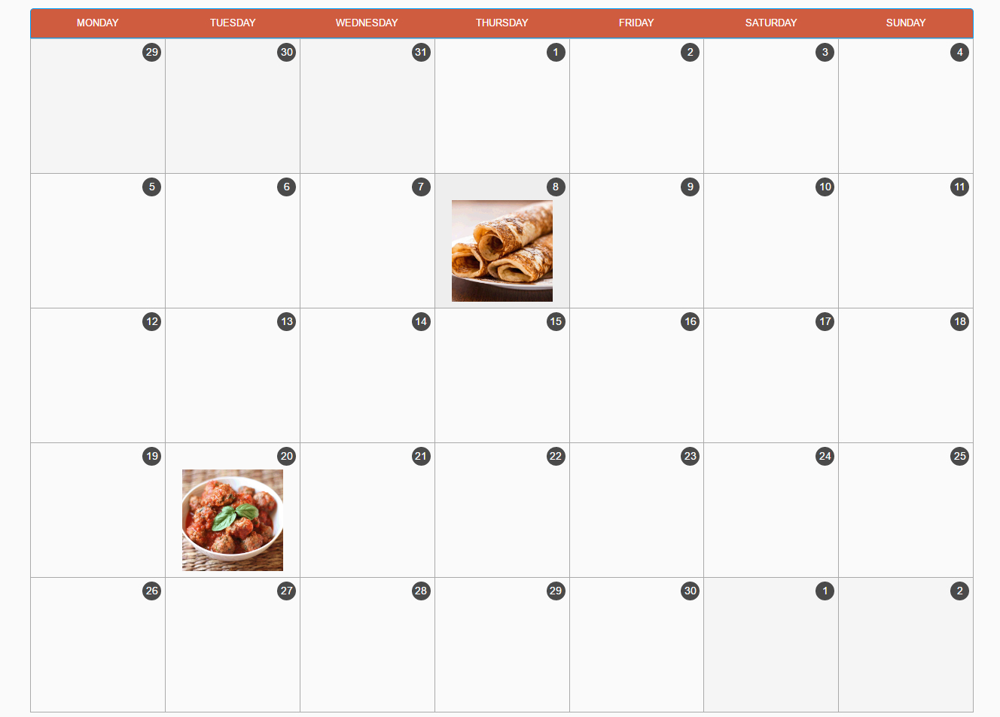 MONDAY TUESDAY WEDNESDAY THURSDAY FRIDAY SATURDAY SUNDAY
29 30 31 1 2 3 4
5 6 7 8 9 10 11
12 13 14 15 16 17 18
19 20 21 22 23 24 25
26 27 28 29 30 1 2